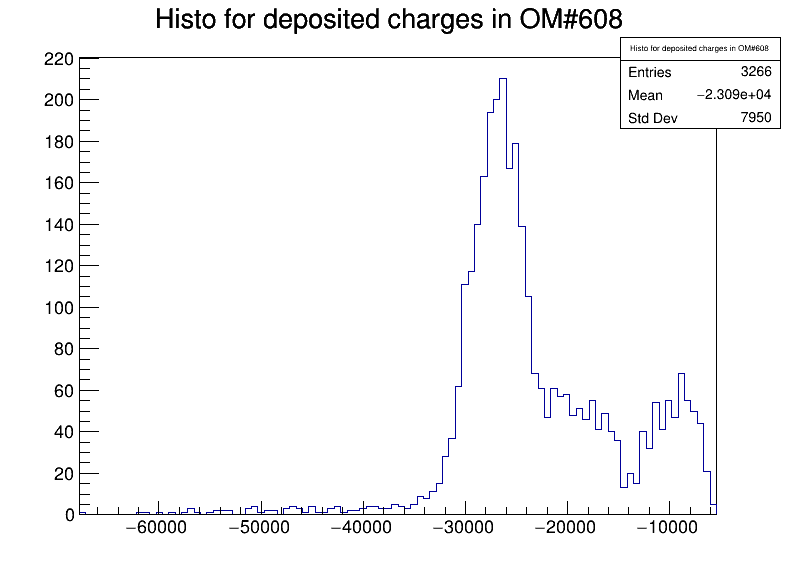 Histo for deposited charges in OM#608
Histo for deposited charges in OM#608
Entries 3266
Mean −2.309e+04
Std Dev 7950
220
200
180
160
140
120
100
80
60
40
20
0
−60000 −50000 −40000 −30000 −20000 −10000